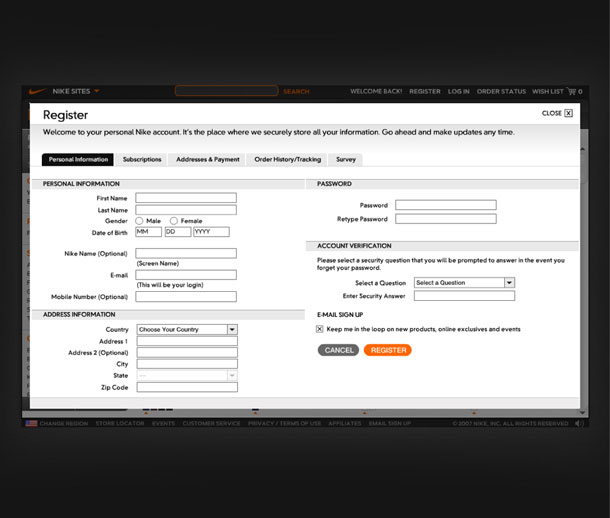 NIKE SITES
SEARCH
WELCOME BACK! REGISTER LOG IN ORDER STATUS WISH LIST 0
Register
CLOSE X
Welcome to your personal Nike account. It's the place where we securely store all your information. Go ahead and make updates any time.
Personal Information Subscriptions Addresses & Payment Order History/Tracking Survey
PERSONAL INFORMATION
First Name
Last Name
Gender Male Female
Date of Birth MM DD YYYY
Nike Name (Optional)
(Screen Name)
E-mail
(This will be your login)
Mobile Number (Optional)
ADDRESS INFORMATION
Country Choose Your Country
Address 1
Address 2 (Optional)
City
State ---
Zip Code
PASSWORD
Password
Retype Password
ACCOUNT VERIFICATION
Please select a security question that you will be prompted to answer in the event you
forget your password.
Select a Question Select a Question
Enter Security Answer
E-MAIL SIGN UP
Keep me in the loop on new products, online exclusives and events
CANCEL REGISTER
CHANGE REGION STORE LOCATOR EVENTS CUSTOMER SERVICE PRIVACY / TERMS OF USE AFFILIATES EMAIL SIGN UP © 2007 NIKE, INC, ALL RIGHTS RESERVED